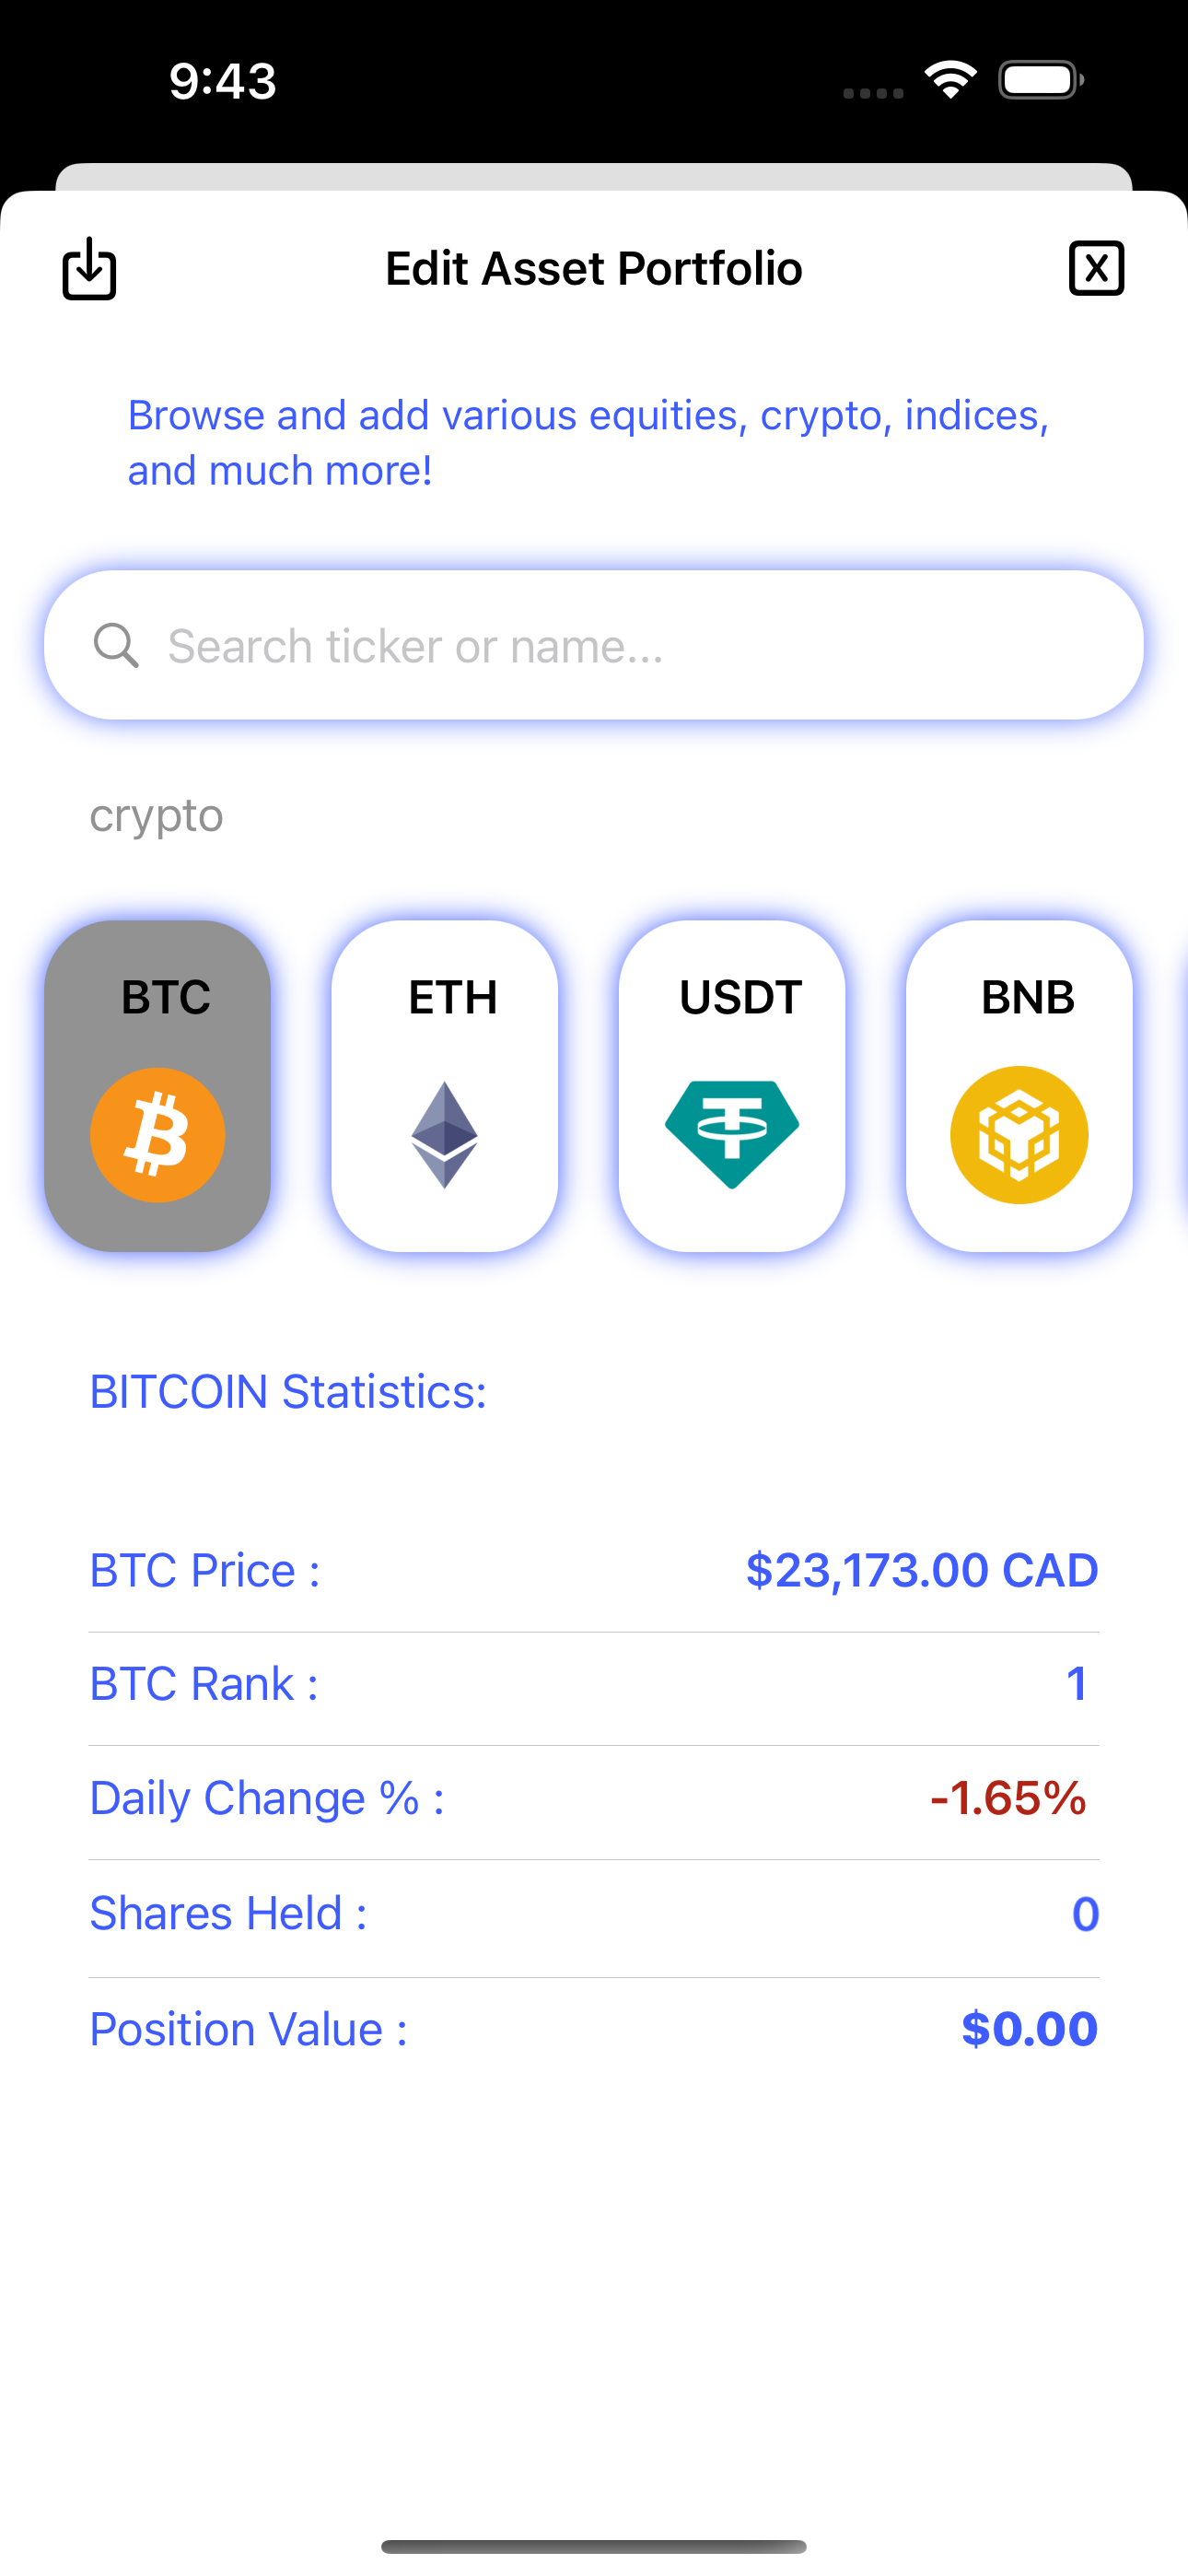 9:43
Edit Asset Portfolio
X
Browse and add various equities, crypto, indices,
and much more!
Search ticker or name...
crypto
BTC ETH USDT BNB
BITCOIN Statistics:
BTC Price : $23,173.00 CAD
BTC Rank : 1
Daily Change % : -1.65%
Shares Held : 0
Position Value : $0.00